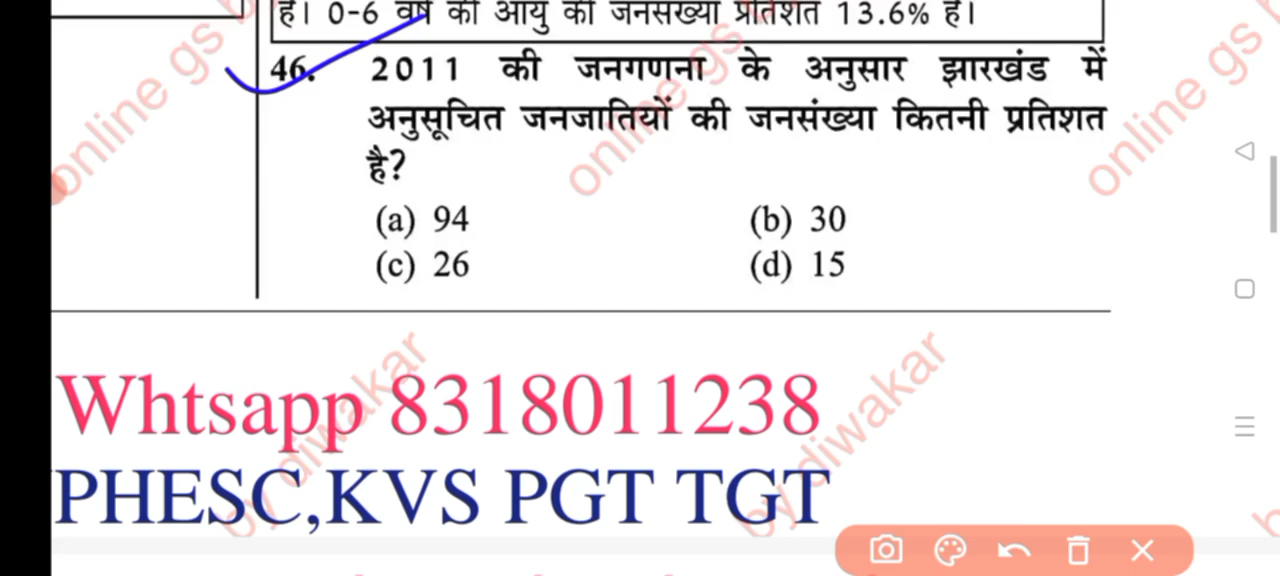 है। 0-6 वर्ष की आयु की जनसंख्या प्रतिशत 13.6% है।
46. 2011 की जनगणना के अनुसार झारखंड में
अनुसूचित जनजातियों की जनसंख्या कितनी प्रतिशत
है?
(a) 94 (b) 30
(c) 26 (d) 15
Whtsapp 8318011238
PHESC,KVS PGT TGT
online gs b
online gs
online gs
by diwakar
by diwakar